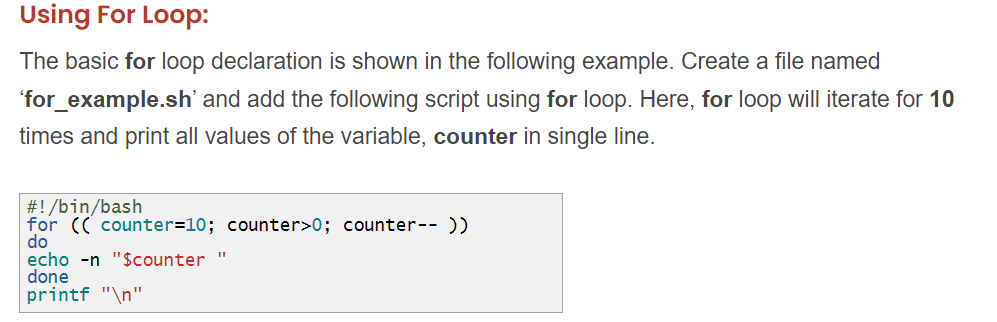 Using For Loop:
The basic for loop declaration is shown in the following example. Create a file named
‘for_example.sh’ and add the following script using for loop. Here, for loop will iterate for 10
times and print all values of the variable, counter in single line.
#!/bin/bash
for (( counter=10; counter>0; counter-- ))
do
echo -n "$counter "
done
printf "\n"